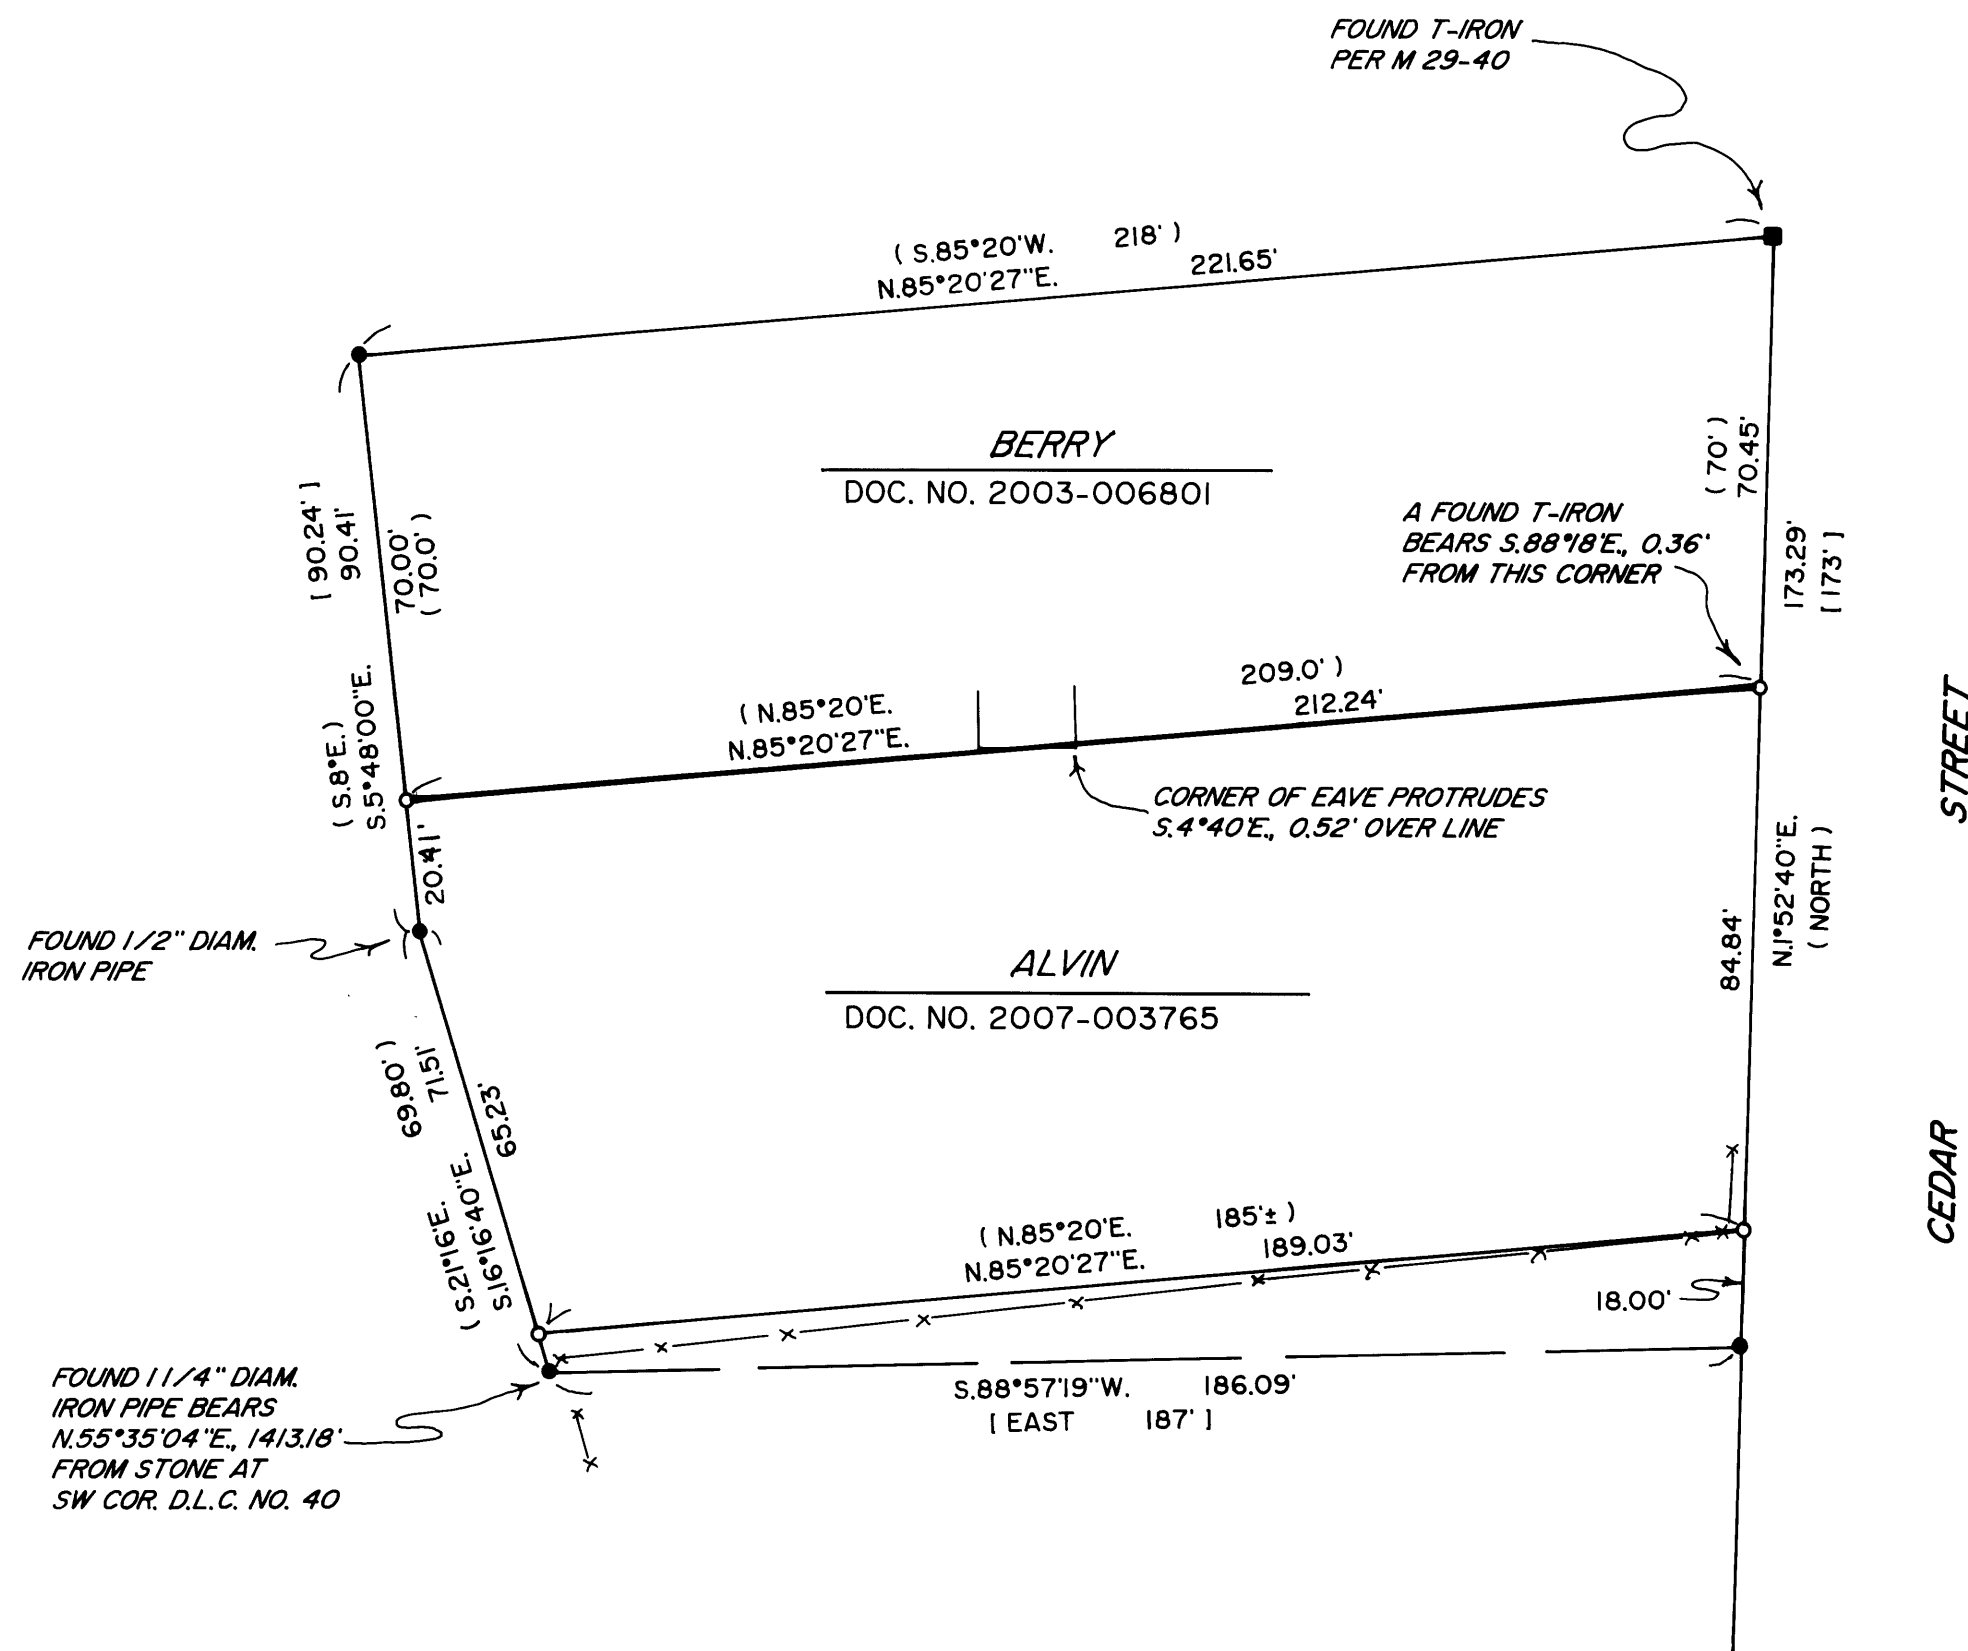 FOUND T-IRON
PER M 29-40
( S.85°20'W. 218' )
N.85°20'27"E. 221.65'
BERRY
DOC. NO. 2003-006801
[ 90.24' ]
90.41'
70.00'
( 70.0' )
( 70' )
70.45'
A FOUND T-IRON
BEARS S.88°18'E., 0.36'
FROM THIS CORNER
173.29'
[ 173' ]
( S.8°E. )
S.5°48'00"E.
( N.85°20'E. 209.0' )
N.85°20'27"E. 212.24'
CORNER OF EAVE PROTRUDES
S.4°40'E., 0.52' OVER LINE
20.41'
FOUND 1/2" DIAM.
IRON PIPE
ALVIN
DOC. NO. 2007-003765
84.84'
N.1°52'40"E.
( NORTH )
CEDAR STREET
( S.21°16'E. 69.80' )
S.16°16'40"E. 71.51'
65.23'
( N.85°20'E. 185'± )
N.85°20'27"E. 189.03'
18.00'
S.88°57'19"W. 186.09'
[ EAST 187' ]
FOUND 1 1/4" DIAM.
IRON PIPE BEARS
N.55°35'04"E., 1413.18'
FROM STONE AT
SW COR. D.L.C. NO. 40